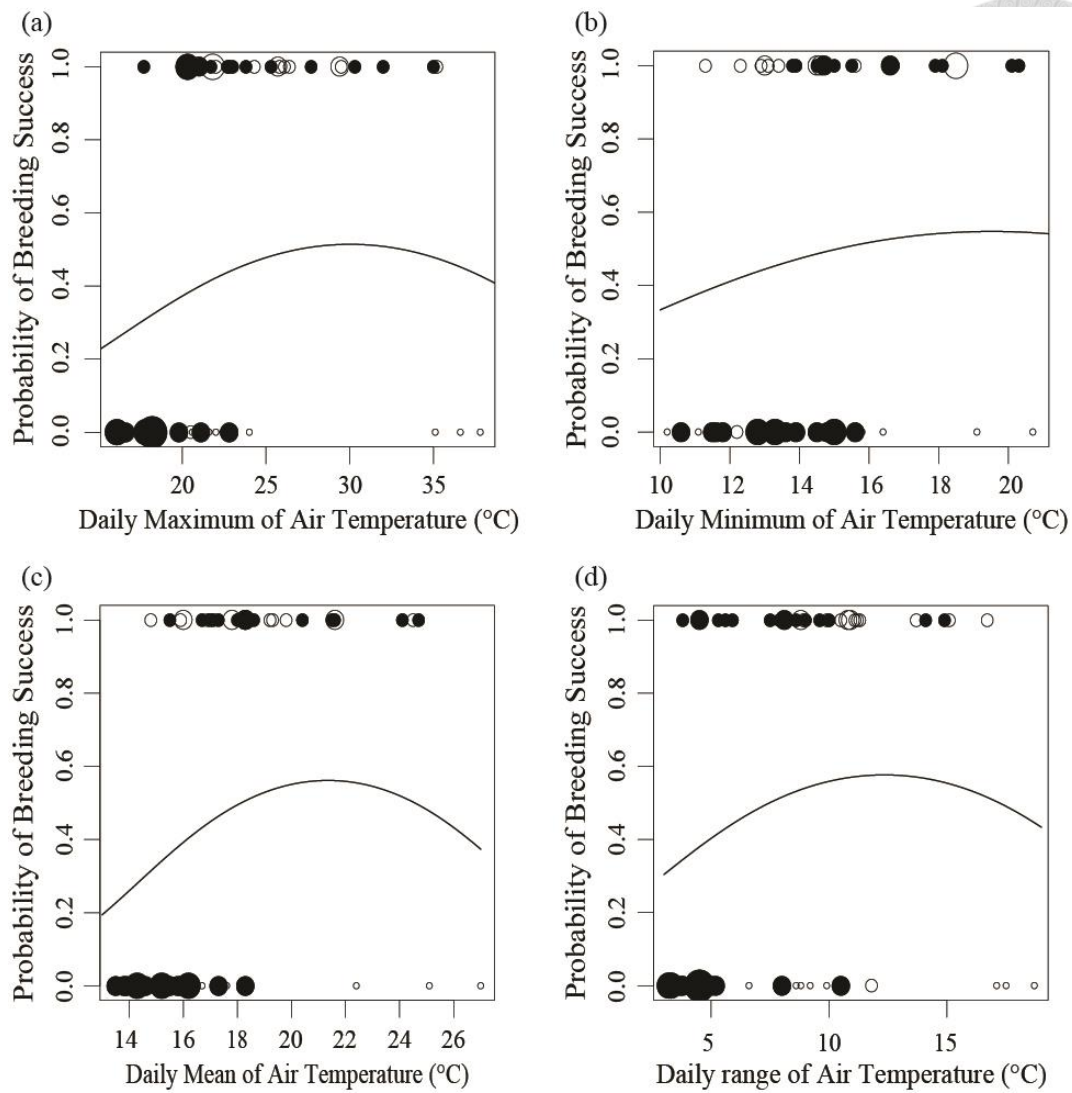 (a)
Probability of Breeding Success
0.0 0.2 0.4 0.6 0.8 1.0
20 25 30 35
Daily Maximum of Air Temperature (°C)
(b)
Probability of Breeding Success
0.0 0.2 0.4 0.6 0.8 1.0
10 12 14 16 18 20
Daily Minimum of Air Temperature (°C)
(c)
Probability of Breeding Success
0.0 0.2 0.4 0.6 0.8 1.0
14 16 18 20 22 24 26
Daily Mean of Air Temperature (°C)
(d)
Probability of Breeding Success
0.0 0.2 0.4 0.6 0.8 1.0
5 10 15
Daily range of Air Temperature (°C)